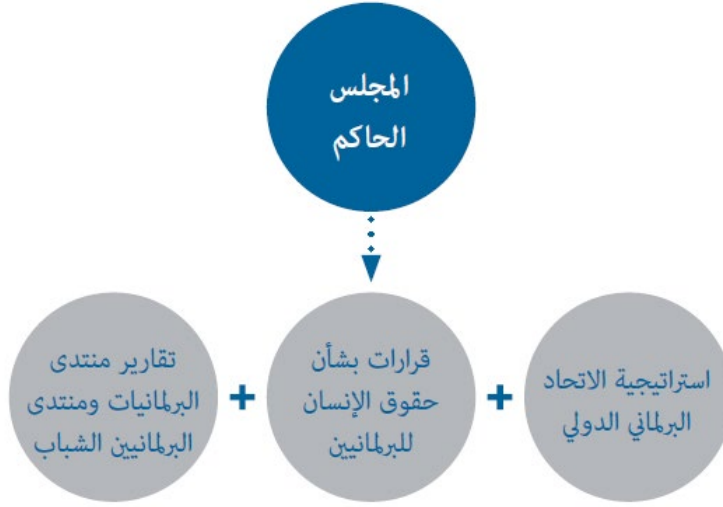 المجلس
الحاكم
استراتيجية الاتحاد
البرلماني الدولي
+
قرارات بشأن
حقوق الإنسان
للبرلمانيين
+
تقارير منتدى
البرلمانيات ومنتدى
البرلمانيين الشباب